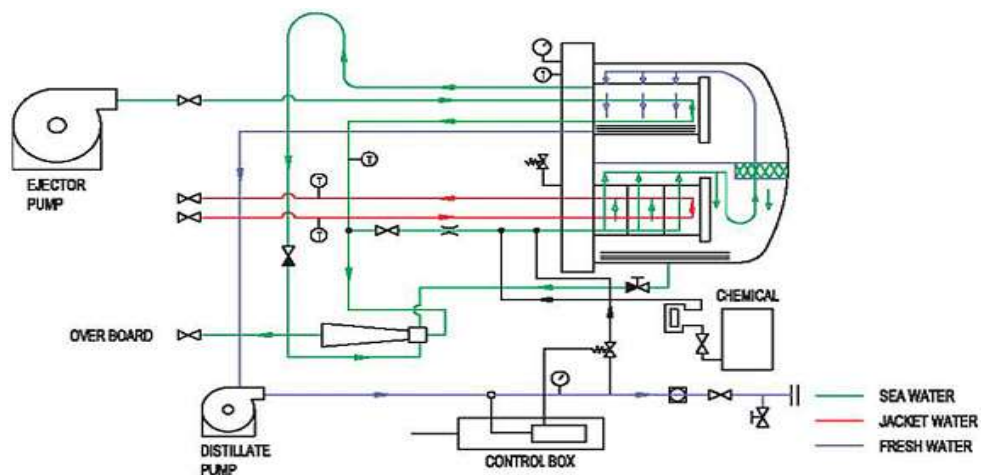 T
T
EJECTOR
PUMP
T
T
OVER BOARD
CHEMICAL
SEA WATER
JACKET WATER
FRESH WATER
DISTILLATE
PUMP
CONTROL BOX